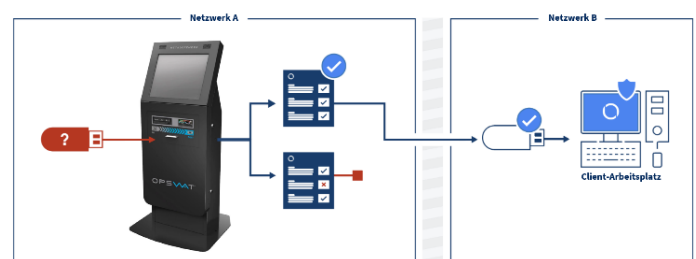 Netzwerk A
Netzwerk B
?
OPSWAT
Client-Arbeitsplatz